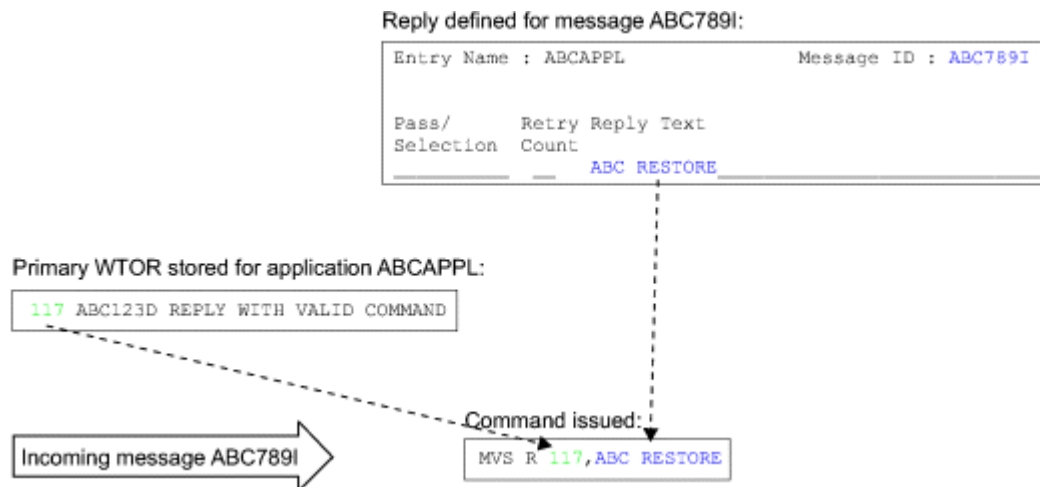 Reply defined for message ABC789I:
Entry Name : ABCAPPL Message ID : ABC789I
Pass/ Retry Reply Text
Selection Count
ABC RESTORE
Primary WTOR stored for application ABCAPPL:
117 ABC123D REPLY WITH VALID COMMAND
Command issued:
Incoming message ABC789I
MVS R 117,ABC RESTORE